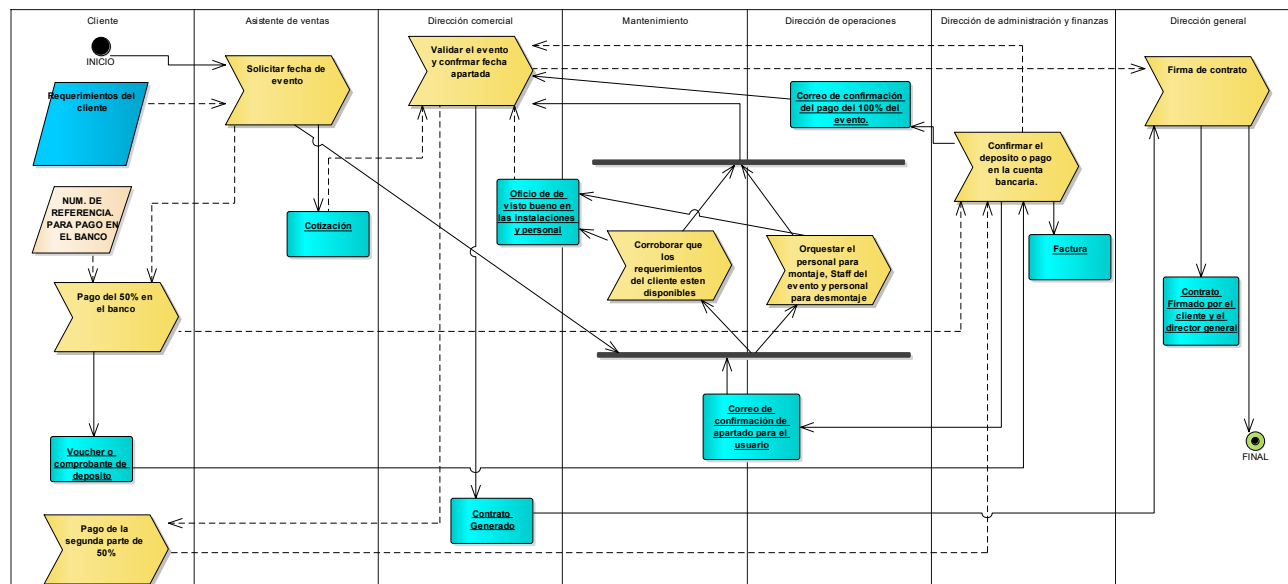 Cliente
Asistente de ventas
Dirección comercial
Mantenimiento
Dirección de operaciones
Dirección de administración y finanzas
Dirección general
INICIO
Solicitar fecha de
evento
Validar el evento
y confrmar fecha
apartada
Firma de contrato
Requerimientos del
cliente
Correo de confirmación
del pago del 100% del
evento.
Confirmar el
deposito o pago
en la cuenta
bancaria.
NUM. DE
REFERENCIA.
PARA PAGO EN
EL BANCO
Cotización
Oficio de de
visto bueno en
las instalaciones
y personal
Corroborar que
los
requerimientos
del cliente esten
disponibles
Orquestar el
personal para
montaje, Staff del
evento y personal
para desmontaje
Factura
Pago del 50% en
el banco
Contrato
Firmado por el
cliente y el
director general
Correo de
confirmación de
apartado para el
usuario
Voucher o
comprobante de
deposito
FINAL
Contrato
Generado
Pago de la
segunda parte de
50%